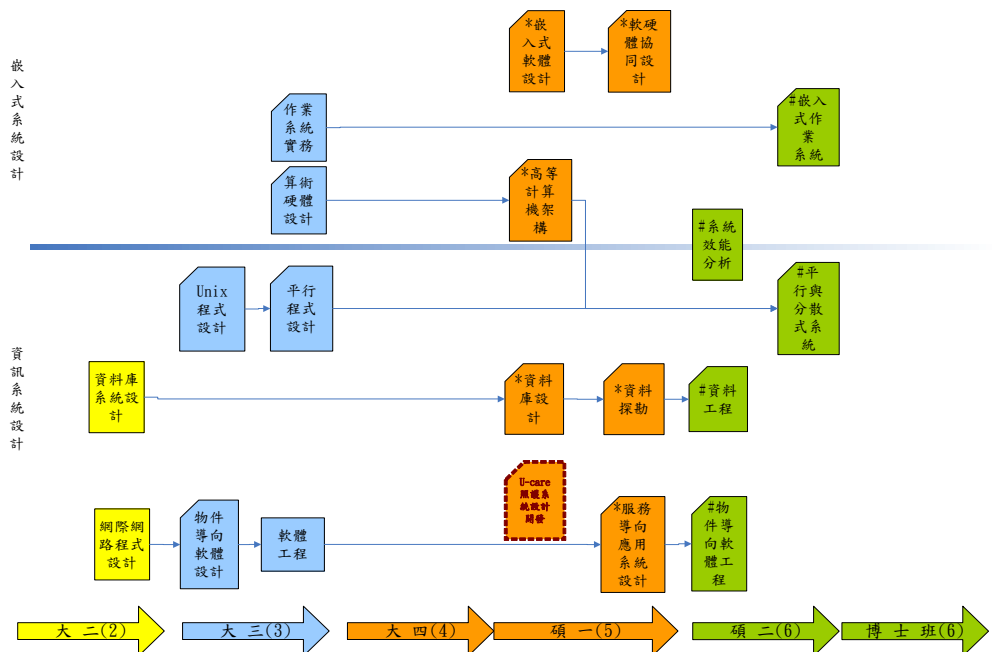 嵌
入
式
系
統
設
計
*嵌
入式
軟體
設計
*軟硬
體協
同設
計
作業
系統
實務
#嵌入
式作
業
系統
算術
硬體
設計
*高等
計算
機架
構
#系統
效能
分析
Unix
程式
設計
平行
程式
設計
#平
行與
分散
式系
統
資
訊
系
統
設
計
資料庫
系統設
計
*資料
庫設
計
*資料
探勘
#資料
工程
U-care
照護系
統設計
開發
網際網
路程式
設計
物件
導向
軟體
設計
軟體
工程
*服務
導向
應用
系統
設計
#物
件導
向軟
體工
程
大 二(2)
大 三(3)
大 四(4)
碩 一(5)
碩 二(6)
博 士 班(6)